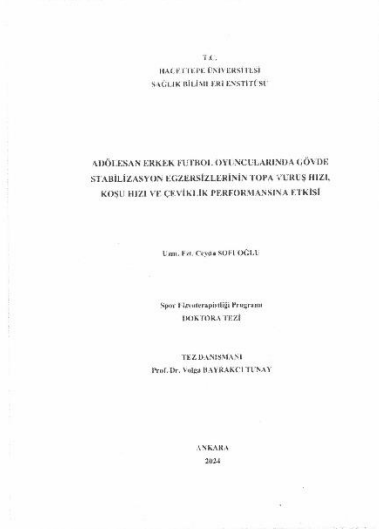 T.C.
HACETTEPE ÜNİVERSİTESİ
SAĞLIK BİLİMLERİ ENSTİTÜSÜ
ADÖLESAN ERKEK FUTBOL OYUNCULARINDA GÖVDE
STABİLİZASYON EGZERSİZLERİNİN TOPA VURUŞ HIZI,
KOŞU HIZI VE ÇEVİKLİK PERFORMANSINA ETKİSİ
Uzm. Fzt. Ceyda SOFUOĞLU
Spor Fizyoterapistliği Programı
DOKTORA TEZİ
TEZ DANIŞMANI
Prof. Dr. Volga BAYRAKCI TUNAY
ANKARA
2024